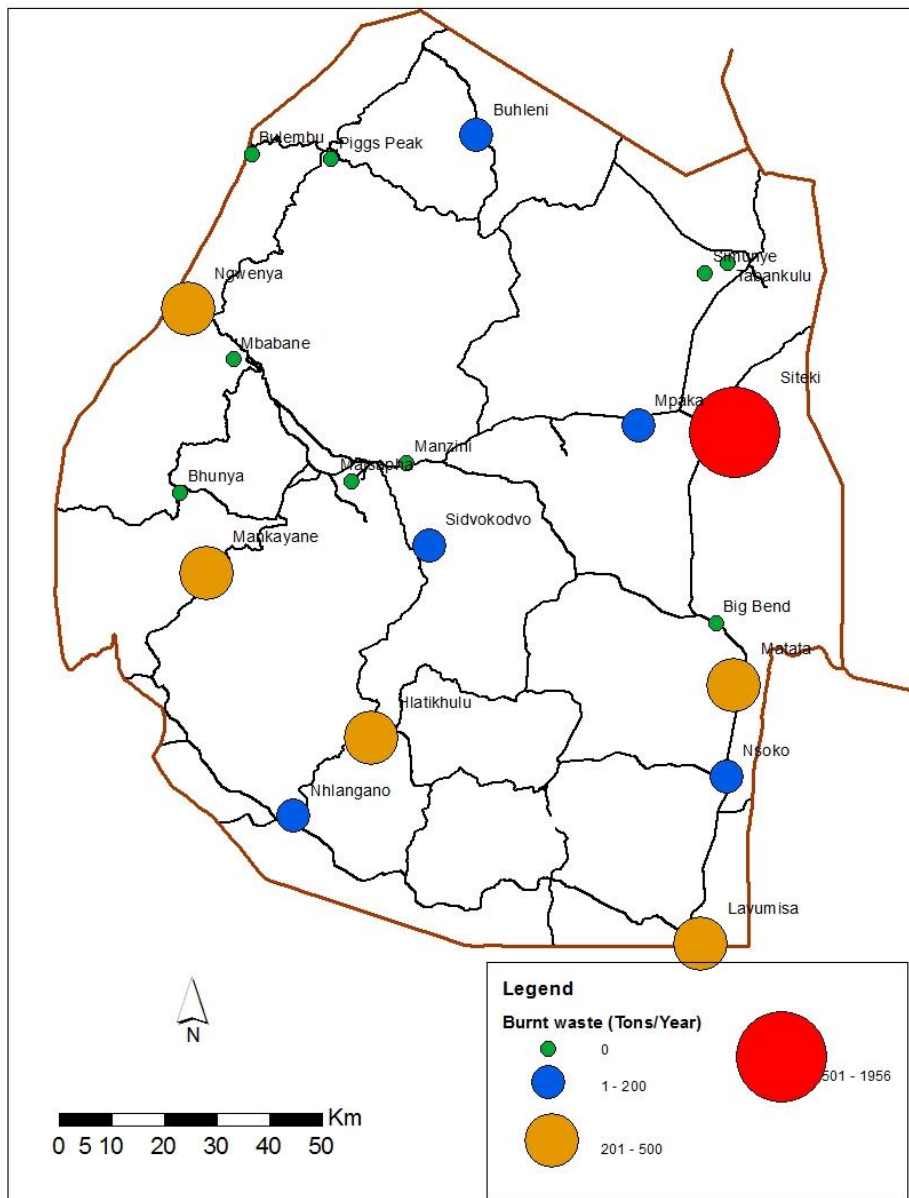 Buhleni
Bulembu
Piggs Peak
Simunye
Tabankulu
Ngwenya
Mbabane
Siteki
Mpaka
Manzini
Matsapha
Bhunya
Sidvokodvo
Mankayane
Big Bend
Matata
Hlatikhulu
Nsoko
Nhlangano
Lavumisa
Legend
Burnt waste (Tons/Year)
0
1 - 200
201 - 500
501 - 1956
N
Km
0 5 10 20 30 40 50